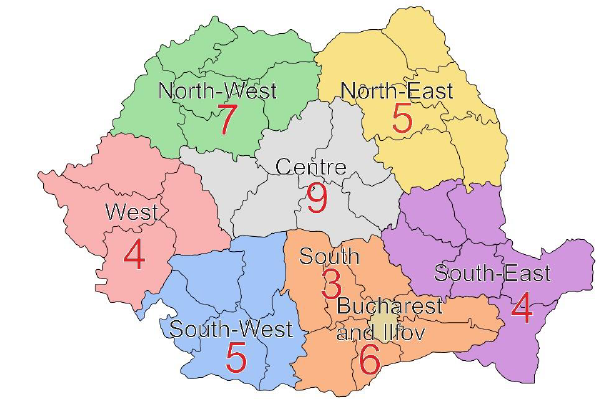 North-West
7
North-East
5
Centre
9
West
4
South
3
South-East
4
Bucharest
and Ilfov
6
South-West
5